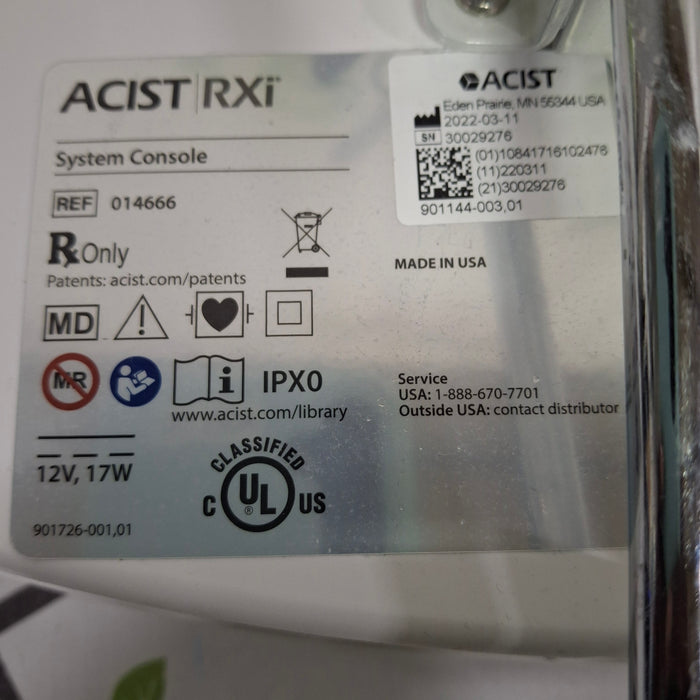 ACIST RXi™
System Console
REF 014666
Rx Only
Patents: acist.com/patents
MD
MR
i
IPX0
www.acist.com/library
12V, 17W
CLASSIFIED
C UL® US
901726-001,01
ACIST
Eden Prairie, MN 55344 USA
2022-03-11
SN 30029276
(01)10841716102476
(11)220311
(21)30029276
901144-003,01
MADE IN USA
Service
USA: 1-888-670-7701
Outside USA: contact distributor